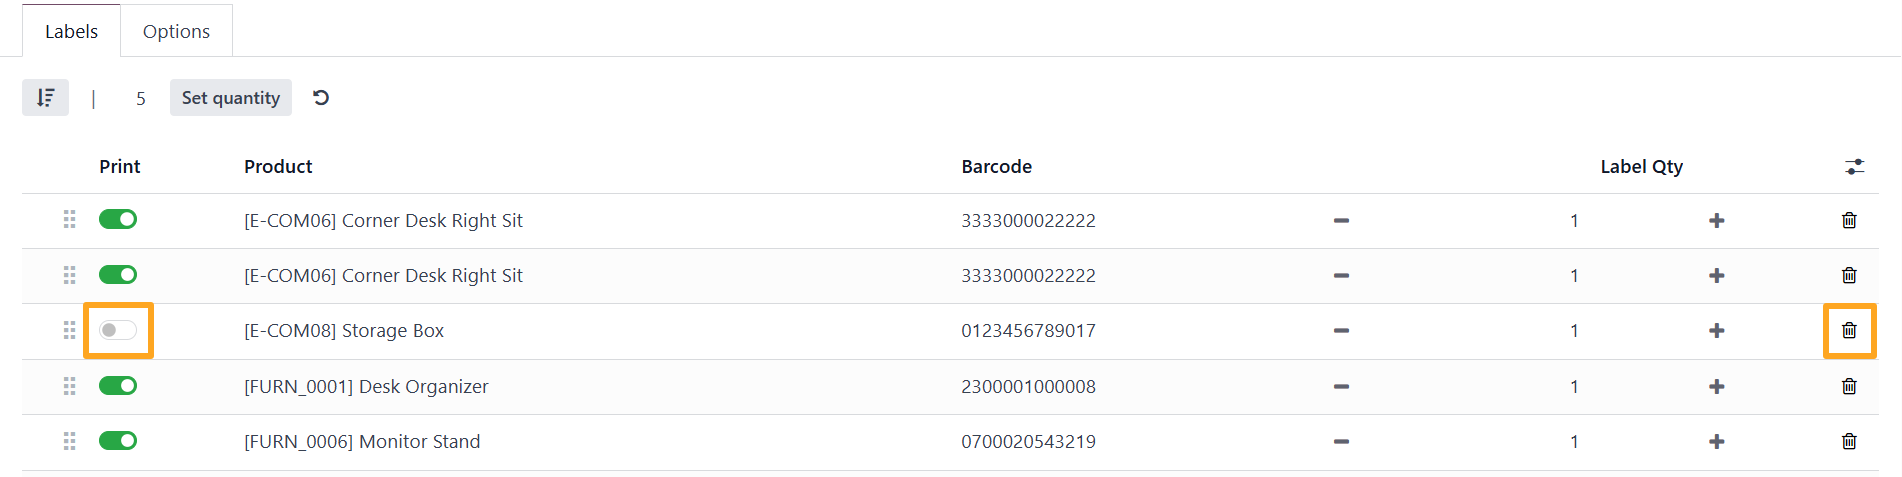 Labels Options
| 5 Set quantity
Print Product Barcode Label Qty
[E-COM06] Corner Desk Right Sit 3333000022222 1
[E-COM06] Corner Desk Right Sit 3333000022222 1
[E-COM08] Storage Box 0123456789017 1
[FURN_0001] Desk Organizer 2300001000008 1
[FURN_0006] Monitor Stand 0700020543219 1